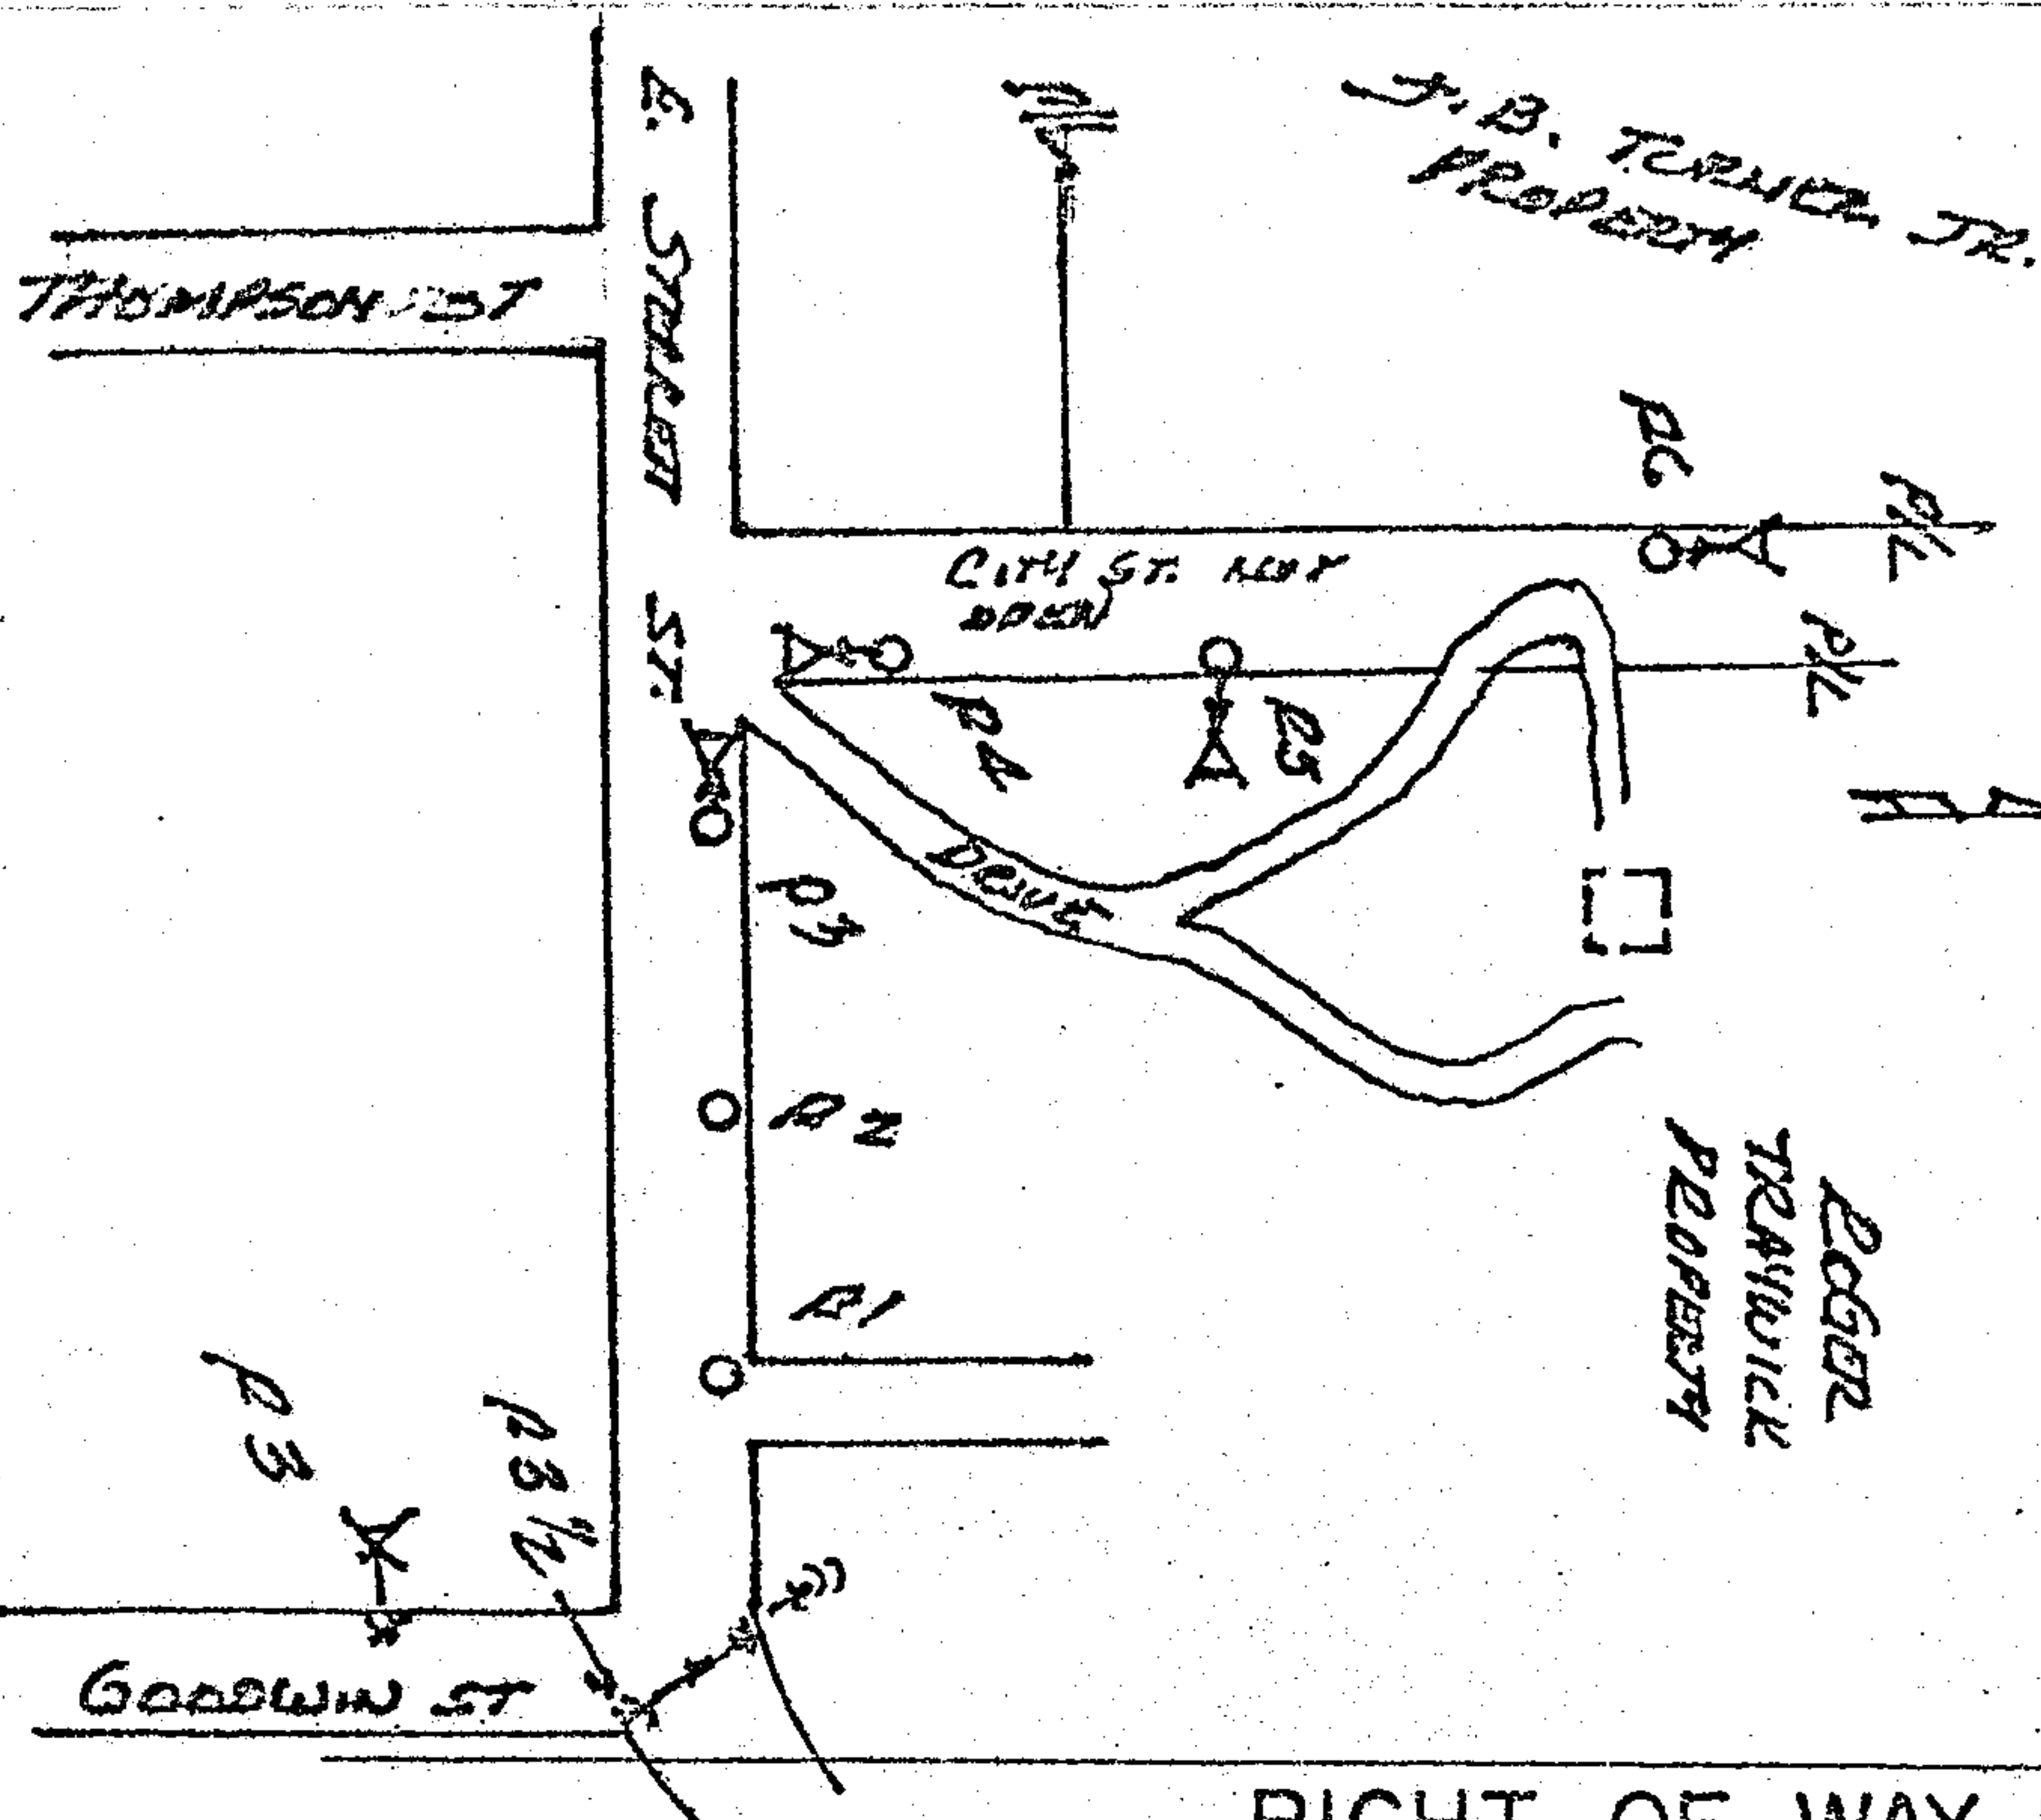 J. B. TURNER JR.
PROPERTY
E. STREET ST.
THOMPSON ST
P6
P/L
CITY ST. NOT
OPEN
P/L
P4
P5
DRIVE
P3
P2
P1
ROGER
TRAYWICK
PROPERTY
P3
P3 1/2
GOODWIN ST
RIGHT OF WAY